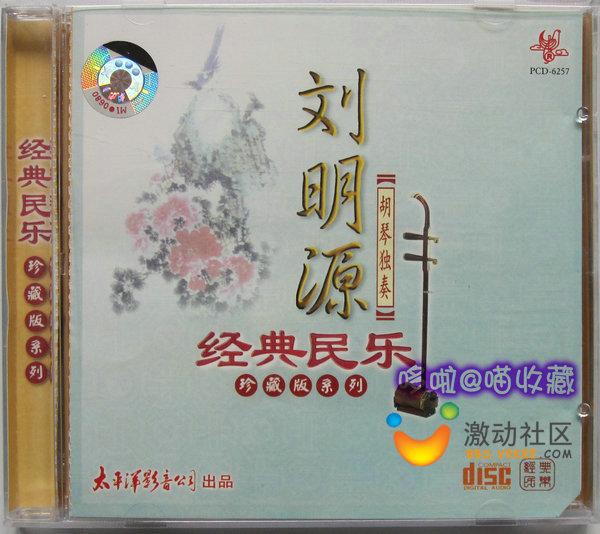 PCD-6257
刘明源
【胡琴独奏】
经典民乐
珍藏版系列
经典民乐
珍藏版系列
哆啦@喵收藏
激动社区
太平洋影音公司出品
COMPACT
disc
DIGITAL AUDIO